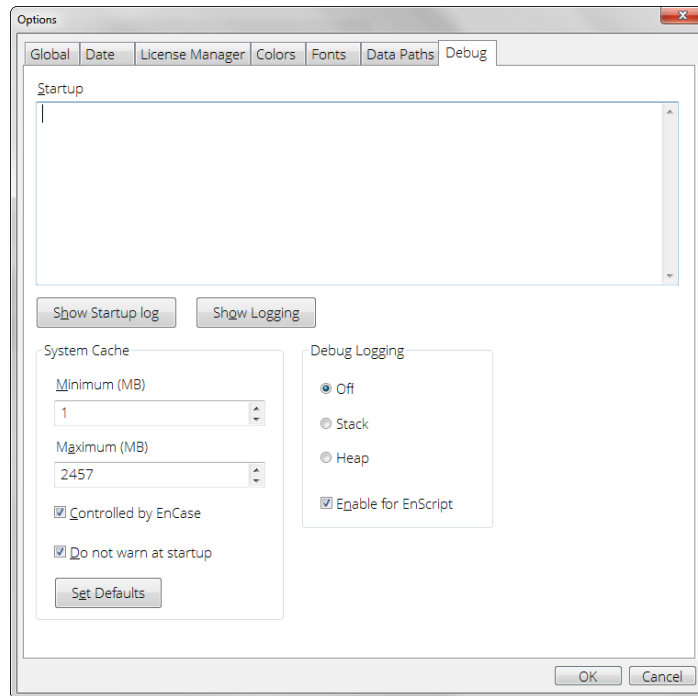 Options
Global Date License Manager Colors Fonts Data Paths Debug
Startup
Show Startup log Show Logging
System Cache
Minimum (MB)
1
Maximum (MB)
2457
Controlled by EnCase
Do not warn at startup
Set Defaults
Debug Logging
Off
Stack
Heap
Enable for EnScript
OK Cancel